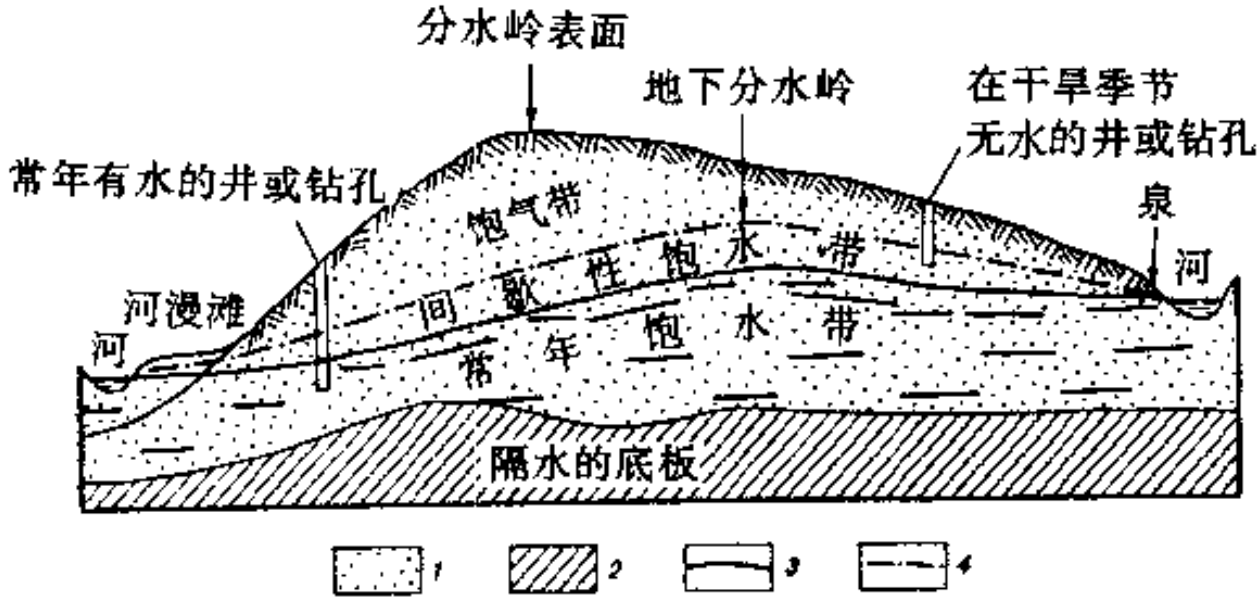 分水岭表面
地下分水岭
在干旱季节
无水的井或钻孔
常年有水的井或钻孔
泉
饱气带
河
河漫滩
间歇性饱水带
河
常年饱水带
隔水的底板
1
2
3
4